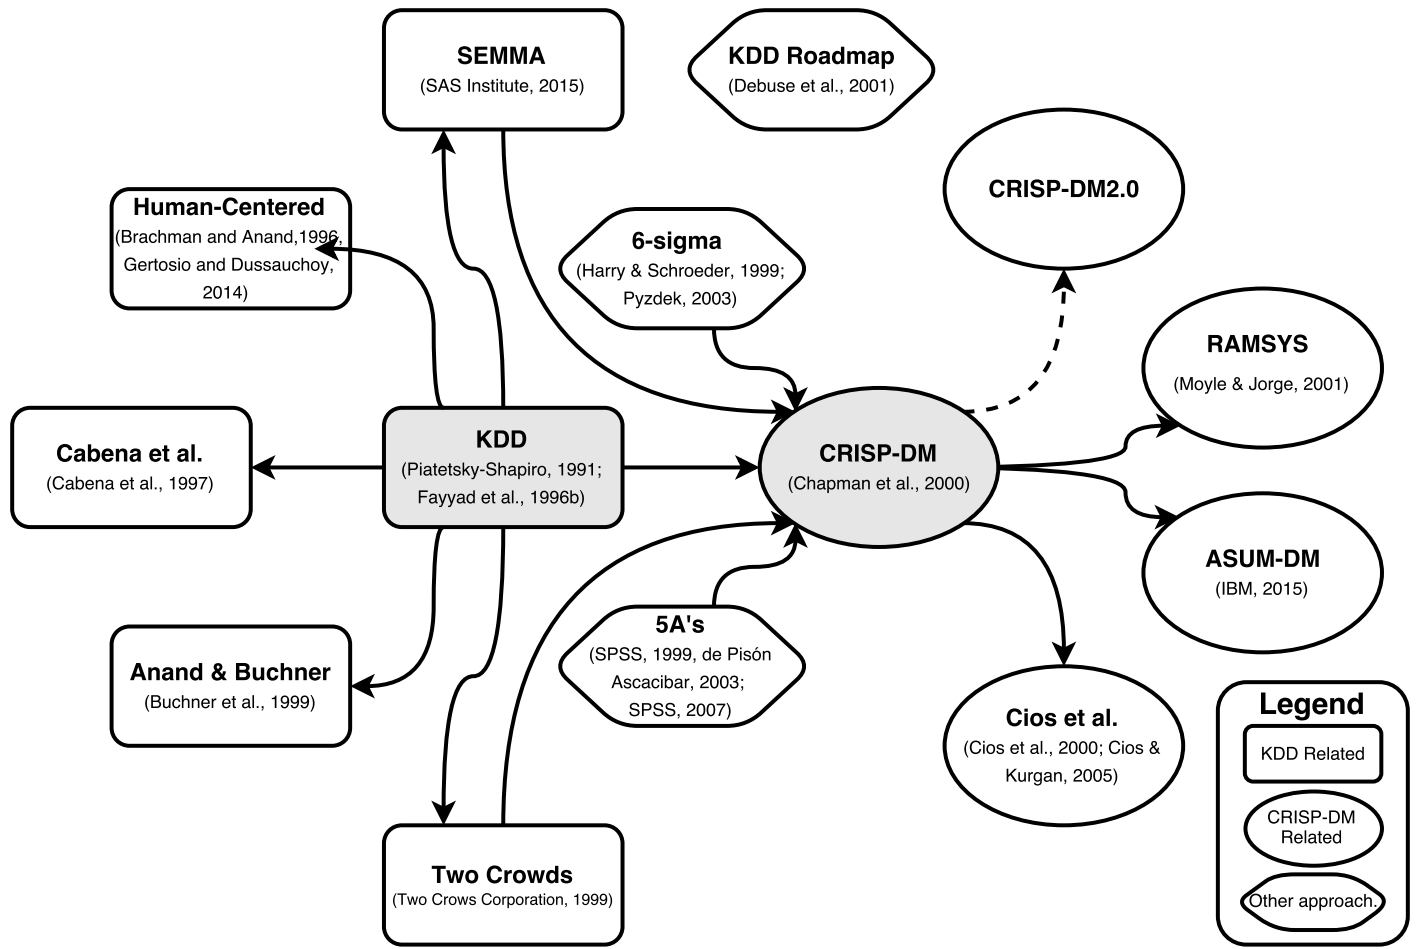 SEMMA
(SAS Institute, 2015)
KDD Roadmap
(Debuse et al., 2001)
CRISP-DM2.0
Human-Centered
(Brachman and Anand,1996,
Gertosio and Dussauchoy,
2014)
6-sigma
(Harry & Schroeder, 1999;
Pyzdek, 2003)
RAMSYS
(Moyle & Jorge, 2001)
Cabena et al.
(Cabena et al., 1997)
KDD
(Piatetsky-Shapiro, 1991;
Fayyad et al., 1996b)
CRISP-DM
(Chapman et al., 2000)
ASUM-DM
(IBM, 2015)
Anand & Buchner
(Buchner et al., 1999)
5A's
(SPSS, 1999, de Pisón
Ascacibar, 2003;
SPSS, 2007)
Cios et al.
(Cios et al., 2000; Cios &
Kurgan, 2005)
Two Crowds
(Two Crows Corporation, 1999)
Legend
KDD Related
CRISP-DM
Related
Other approach.